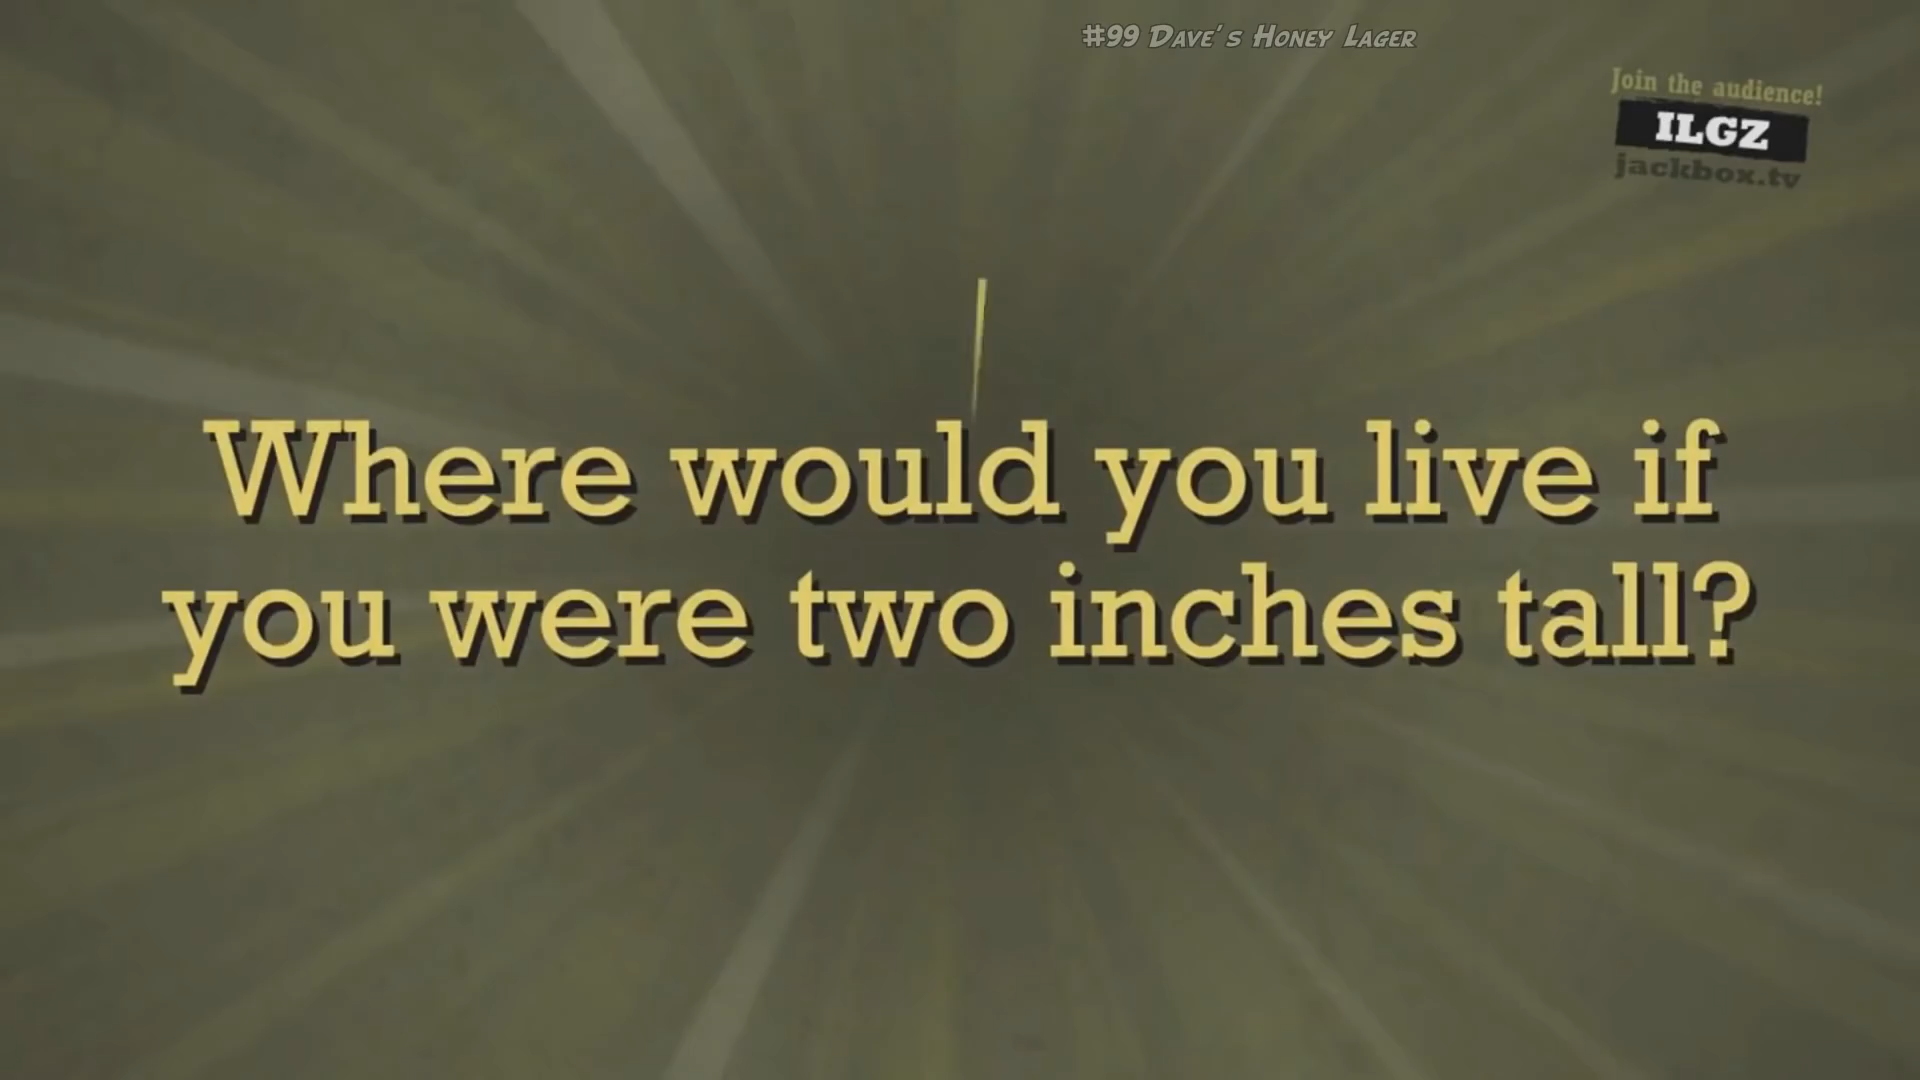 #99 Dave's Honey Lager
Join the audience!
ILGZ
jackbox.tv
Where would you live if
you were two inches tall?